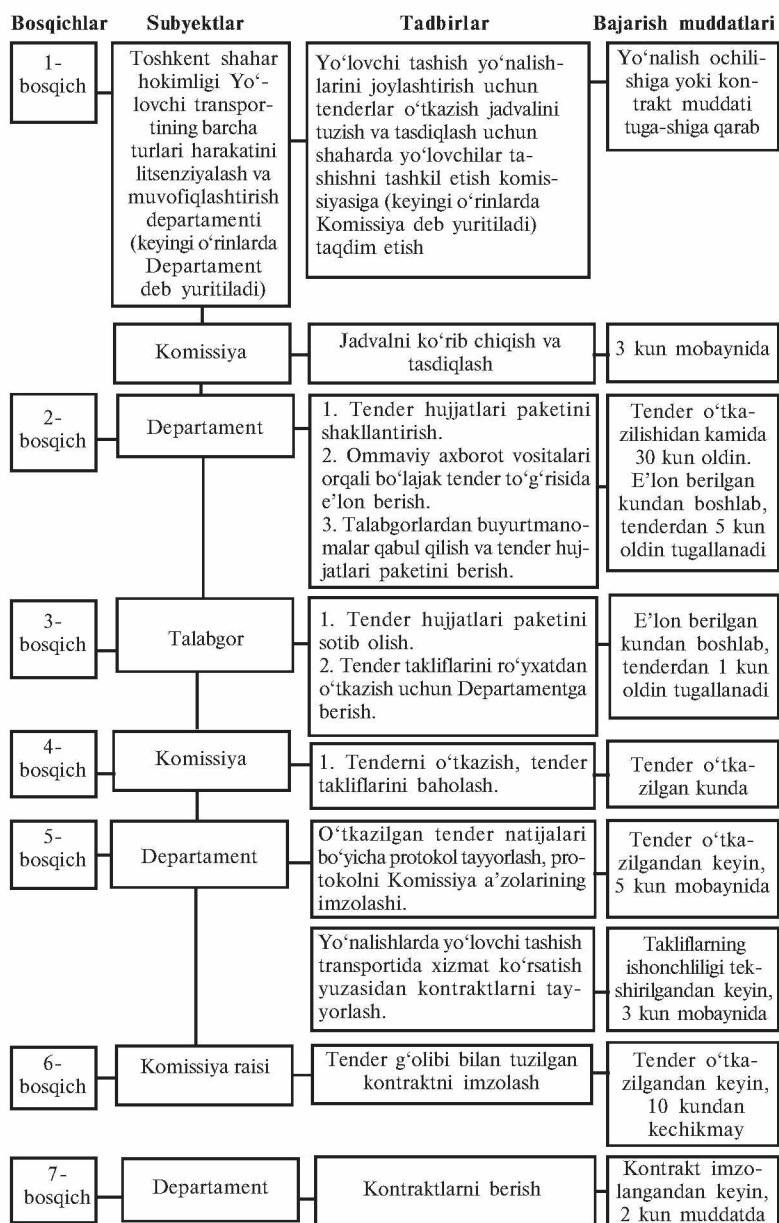 Bosqichlar Subyektlar Tadbirlar Bajarish muddatlari
1-
bosqich
Toshkent shahar
hokimligi Yo‘-
lovchi transpor-
tining barcha
turlari harakatini
litsenziyalash va
muvofiqlashtirish
departamenti
(keyingi o‘rinlarda
Departament
deb yuritiladi)
Yo‘lovchi tashish yo‘nalish-
larini joylashtirish uchun
tenderlar o‘tkazish jadvalini
tuzish va tasdiqlash uchun
shaharda yo‘lovchilar ta-
shishni tashkil etish komis-
siyasiga (keyingi o‘rinlarda
Komissiya deb yuritiladi)
taqdim etish
Yo‘nalish ochili-
shiga yoki kon-
trakt muddati
tuga-shiga qarab
Komissiya
Jadvalni ko‘rib chiqish va
tasdiqlash
3 kun mobaynida
2-
bosqich
Departament
1. Tender hujjatlari paketini
shakllantirish.
2. Ommaviy axborot vositalari
orqali bo‘lajak tender to‘g‘risida
e’lon berish.
3. Talabgorlardan buyurtmano-
malar qabul qilish va tender huj-
jatlari paketini berish.
Tender o‘tka-
zilishidan kamida
30 kun oldin.
E’lon berilgan
kundan boshlab,
tenderdan 5 kun
oldin tugallanadi
3-
bosqich
Talabgor
1. Tender hujjatlari paketini
sotib olish.
2. Tender takliflarini ro‘yxatdan
o‘tkazish uchun Departamentga
berish.
E’lon berilgan
kundan boshlab,
tenderdan 1 kun
oldin tugallanadi
4-
bosqich
Komissiya
1. Tenderni o‘tkazish, tender
takliflarini baholash.
Tender o‘tka-
zilgan kunda
5-
bosqich
Departament
O‘tkazilgan tender natijalari
bo‘yicha protokol tayyorlash, pro-
tokolni Komissiya a’zolarining
imzolashi.
Tender o‘tka-
zilgandan keyin,
5 kun mobaynida
Yo‘nalishlarda yo‘lovchi tashish
transportida xizmat ko‘rsatish
yuzasidan kontraktlarni tay-
yorlash.
Takliflarning
ishonchliligi tek-
shirilgandan keyin,
3 kun mobaynida
6-
bosqich
Komissiya raisi
Tender g‘olibi bilan tuzilgan
kontraktni imzolash
Tender o‘tka-
zilgandan keyin,
10 kundan
kechikmay
7-
bosqich
Departament
Kontraktlarni berish
Kontrakt imzo-
langandan keyin,
2 kun muddatda